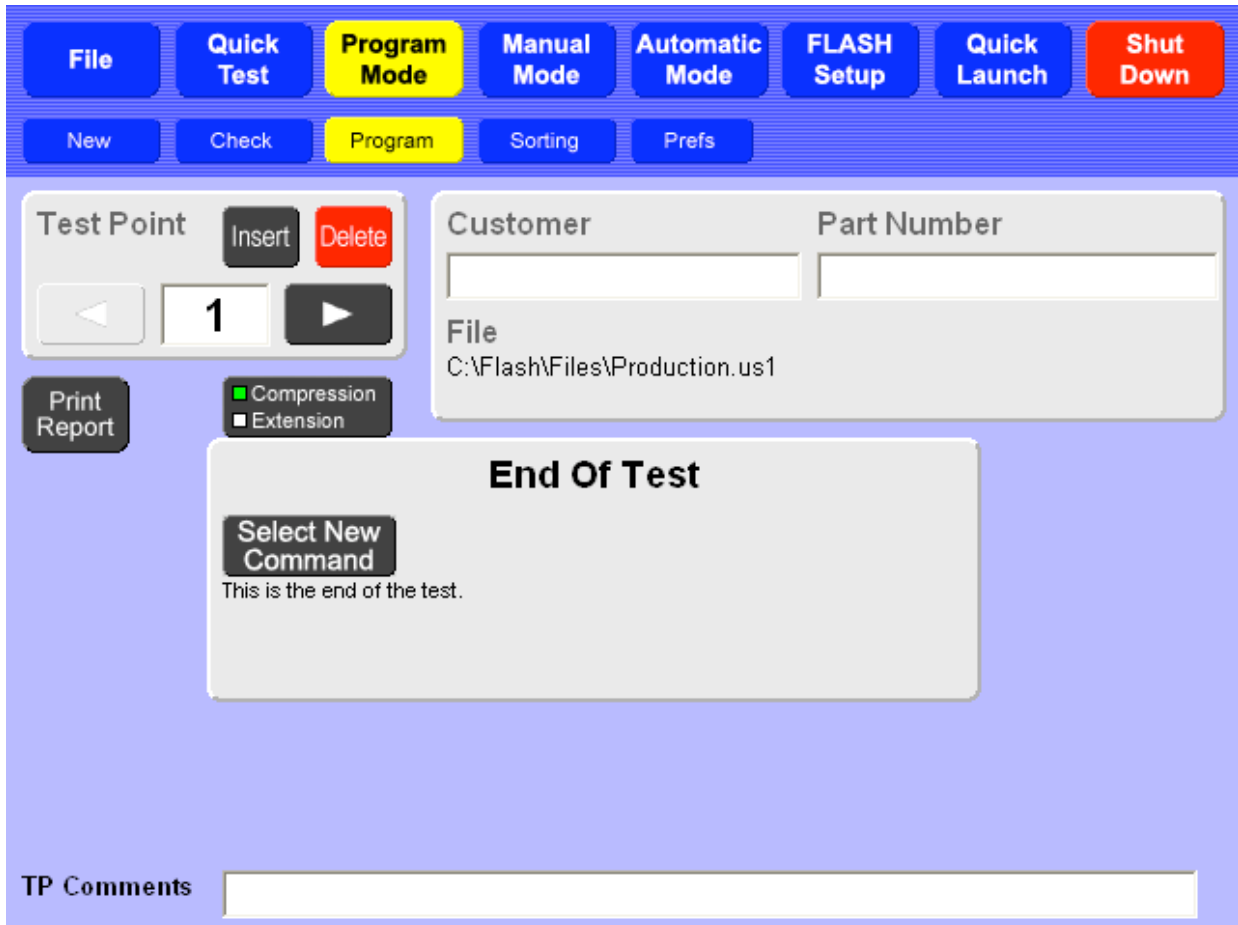 File
Quick
Test
Program
Mode
Manual
Mode
Automatic
Mode
FLASH
Setup
Quick
Launch
Shut
Down
New
Check
Program
Sorting
Prefs
Test Point
Insert
Delete
1
Customer
Part Number
File
C:\Flash\Files\Production.us1
Print
Report
Compression
Extension
End Of Test
Select New
Command
This is the end of the test.
TP Comments